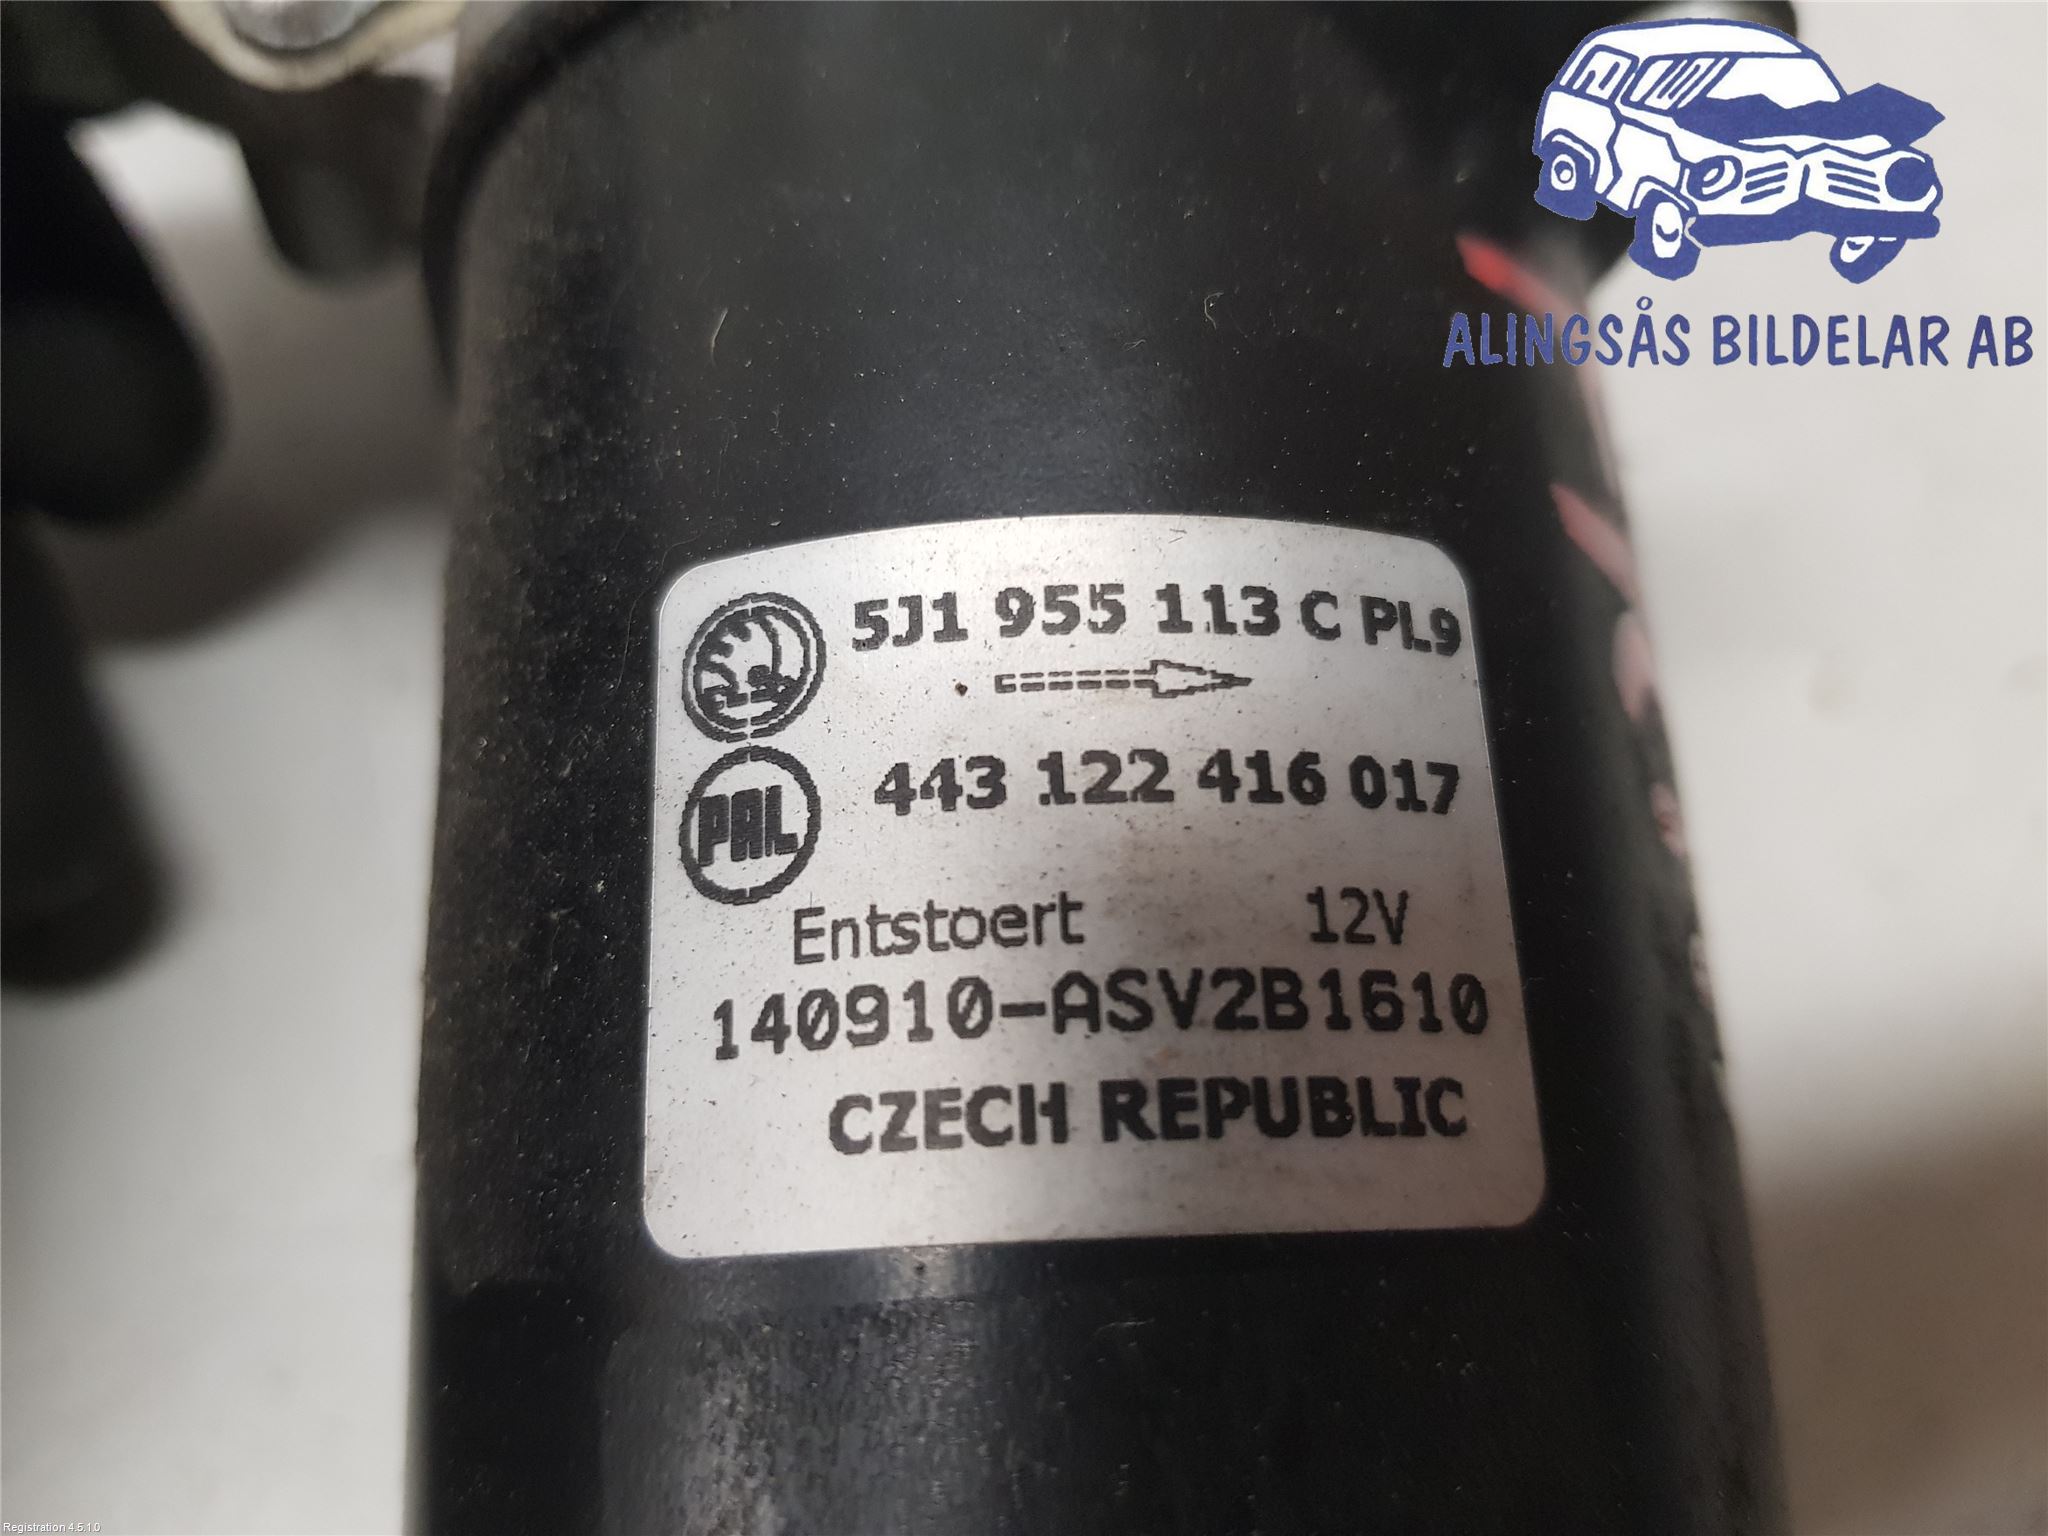 ALINGSÅS BILDELAR AB
5J1 955 113 C PL9
443 122 416 017
PAL
Entstoert 12V
140910-ASV2B1610
CZECH REPUBLIC
Registration 4.5.1.0